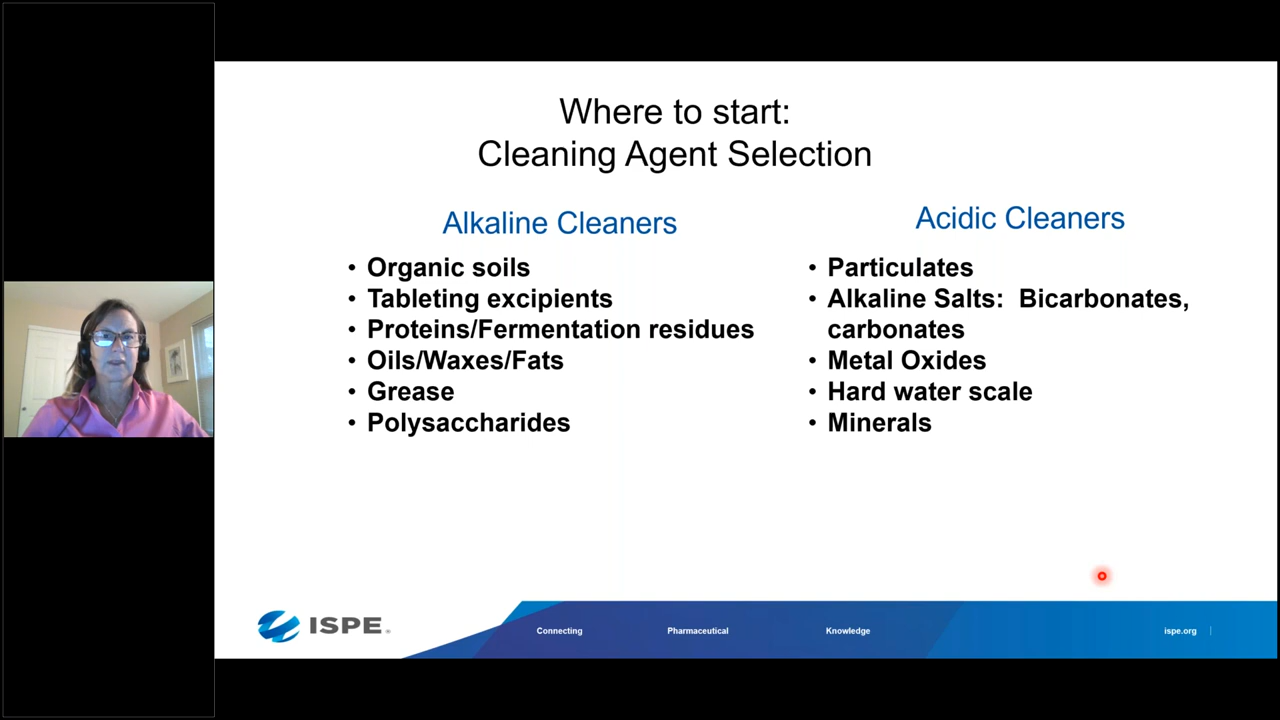 Where to start:
Cleaning Agent Selection
Alkaline Cleaners
• Organic soils
• Tableting excipients
• Proteins/Fermentation residues
• Oils/Waxes/Fats
• Grease
• Polysaccharides
Acidic Cleaners
• Particulates
• Alkaline Salts:  Bicarbonates,
carbonates
• Metal Oxides
• Hard water scale
• Minerals
ISPE®
Connecting
Pharmaceutical
Knowledge
ispe.org |